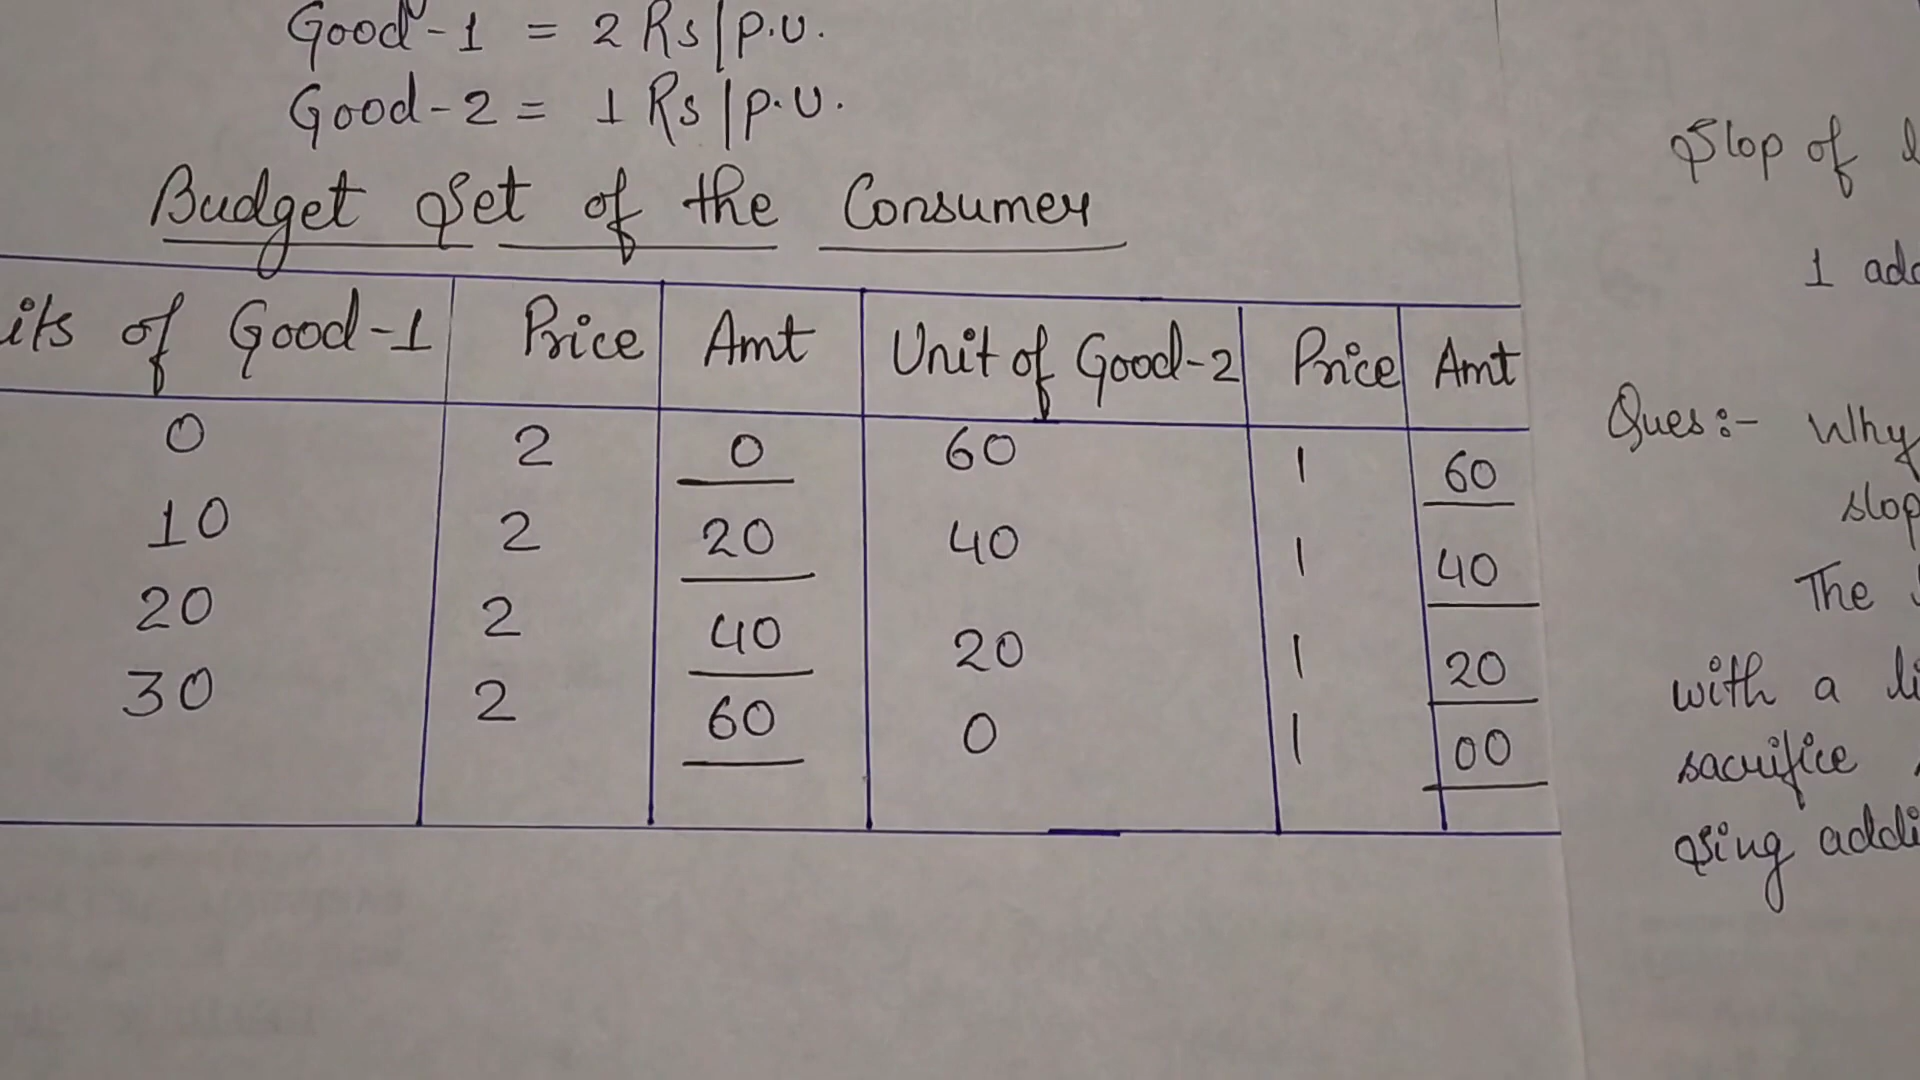 Good-1 = 2 Rs|p.u.
Good-2 = 1 Rs|p.u.
Budget Set of the Consumer
its of Good-1 Price Amt Unit of Good-2 Price Amt
0 2 0 60 1 60
10 2 20 40 1 40
20 2 40 20 1 20
30 2 60 0 1 00
Slop of
1 add
Ques:- Why
slop
The
with a li
sacrifice
Sing addi